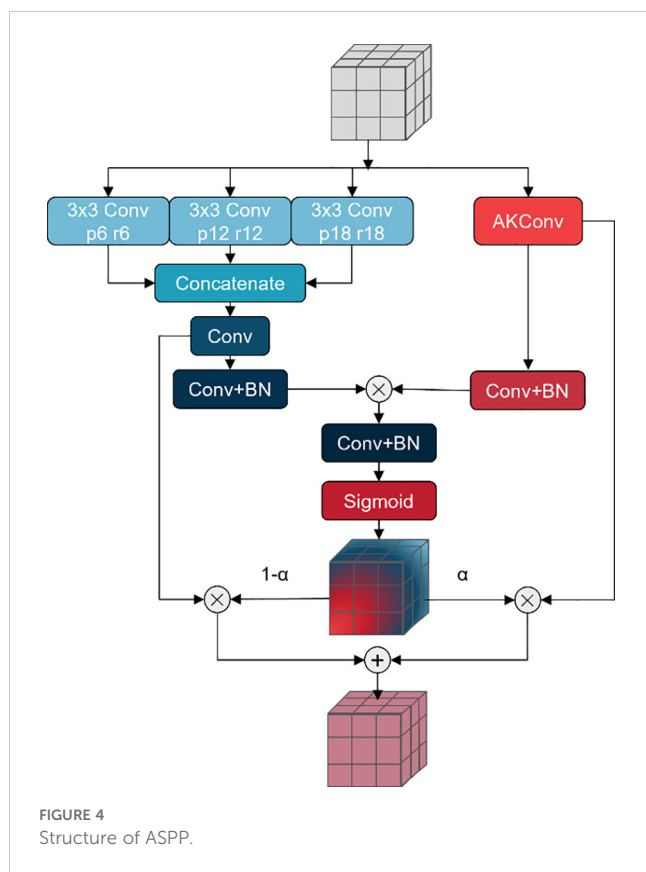 3x3 Conv
p6 r6
3x3 Conv
p12 r12
3x3 Conv
p18 r18
AKConv
Concatenate
Conv
Conv+BN
×
Conv+BN
Conv+BN
Sigmoid
1-α
α
×
×
+
FIGURE 4
Structure of ASPP.